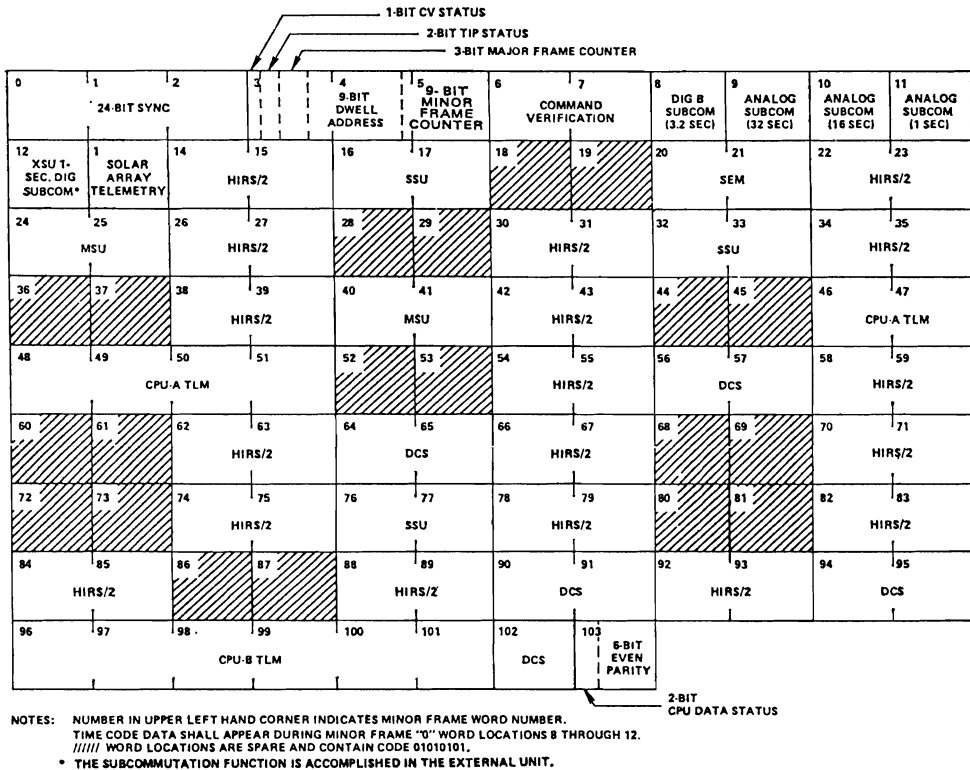 1-BIT CV STATUS
2-BIT TIP STATUS
3-BIT MAJOR FRAME COUNTER
0 1 2 3 4 5 6 7 8 9 10 11
24-BIT SYNC
9-BIT DWELL ADDRESS
9-BIT MINOR FRAME COUNTER
COMMAND VERIFICATION
DIG B SUBCOM (3.2 SEC)
ANALOG SUBCOM (32 SEC)
ANALOG SUBCOM (16 SEC)
ANALOG SUBCOM (1 SEC)
12 1 14 15 16 17 18 19 20 21 22 23
XSU 1-SEC. DIG SUBCOM*
SOLAR ARRAY TELEMETRY
HIRS/2
SSU
SEM
HIRS/2
24 25 26 27 28 29 30 31 32 33 34 35
MSU
HIRS/2
HIRS/2
SSU
HIRS/2
36 37 38 39 40 41 42 43 44 45 46 47
HIRS/2
MSU
HIRS/2
CPU-A TLM
48 49 50 51 52 53 54 55 56 57 58 59
CPU-A TLM
HIRS/2
DCS
HIRS/2
60 61 62 63 64 65 66 67 68 69 70 71
HIRS/2
DCS
HIRS/2
HIRS/2
72 73 74 75 76 77 78 79 80 81 82 83
HIRS/2
SSU
HIRS/2
HIRS/2
84 85 86 87 88 89 90 91 92 93 94 95
HIRS/2
HIRS/2
DCS
HIRS/2
DCS
96 97 98 99 100 101 102 103
CPU-B TLM
DCS
6-BIT EVEN PARITY
2-BIT
CPU DATA STATUS
NOTES: NUMBER IN UPPER LEFT HAND CORNER INDICATES MINOR FRAME WORD NUMBER.
TIME CODE DATA SHALL APPEAR DURING MINOR FRAME "0" WORD LOCATIONS 8 THROUGH 12.
////// WORD LOCATIONS ARE SPARE AND CONTAIN CODE 01010101.
* THE SUBCOMMUTATION FUNCTION IS ACCOMPLISHED IN THE EXTERNAL UNIT.